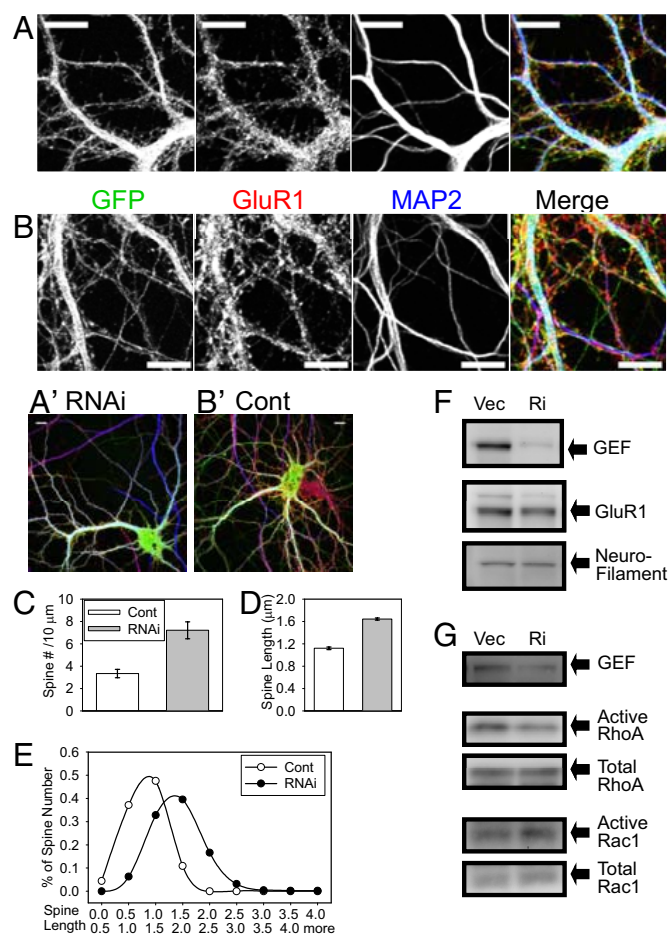 A
GFP GluR1 MAP2 Merge
B
A' RNAi B' Cont
C
Spine # /10 µm
10
8
6
4
2
0
Cont
RNAi
D
Spine Length (µm)
2.0
1.6
1.2
0.8
0.4
0.0
E
% of Spine Number
0.6
0.5
0.4
0.3
0.2
0.1
0.0
Cont
RNAi
Spine 0.0 0.5 1.0 1.5 2.0 2.5 3.0 3.5 4.0
Length 0.5 1.0 1.5 2.0 2.5 3.0 3.5 4.0 more
F
Vec Ri
GEF
GluR1
Neuro-
Filament
G
Vec Ri
GEF
Active
RhoA
Total
RhoA
Active
Rac1
Total
Rac1